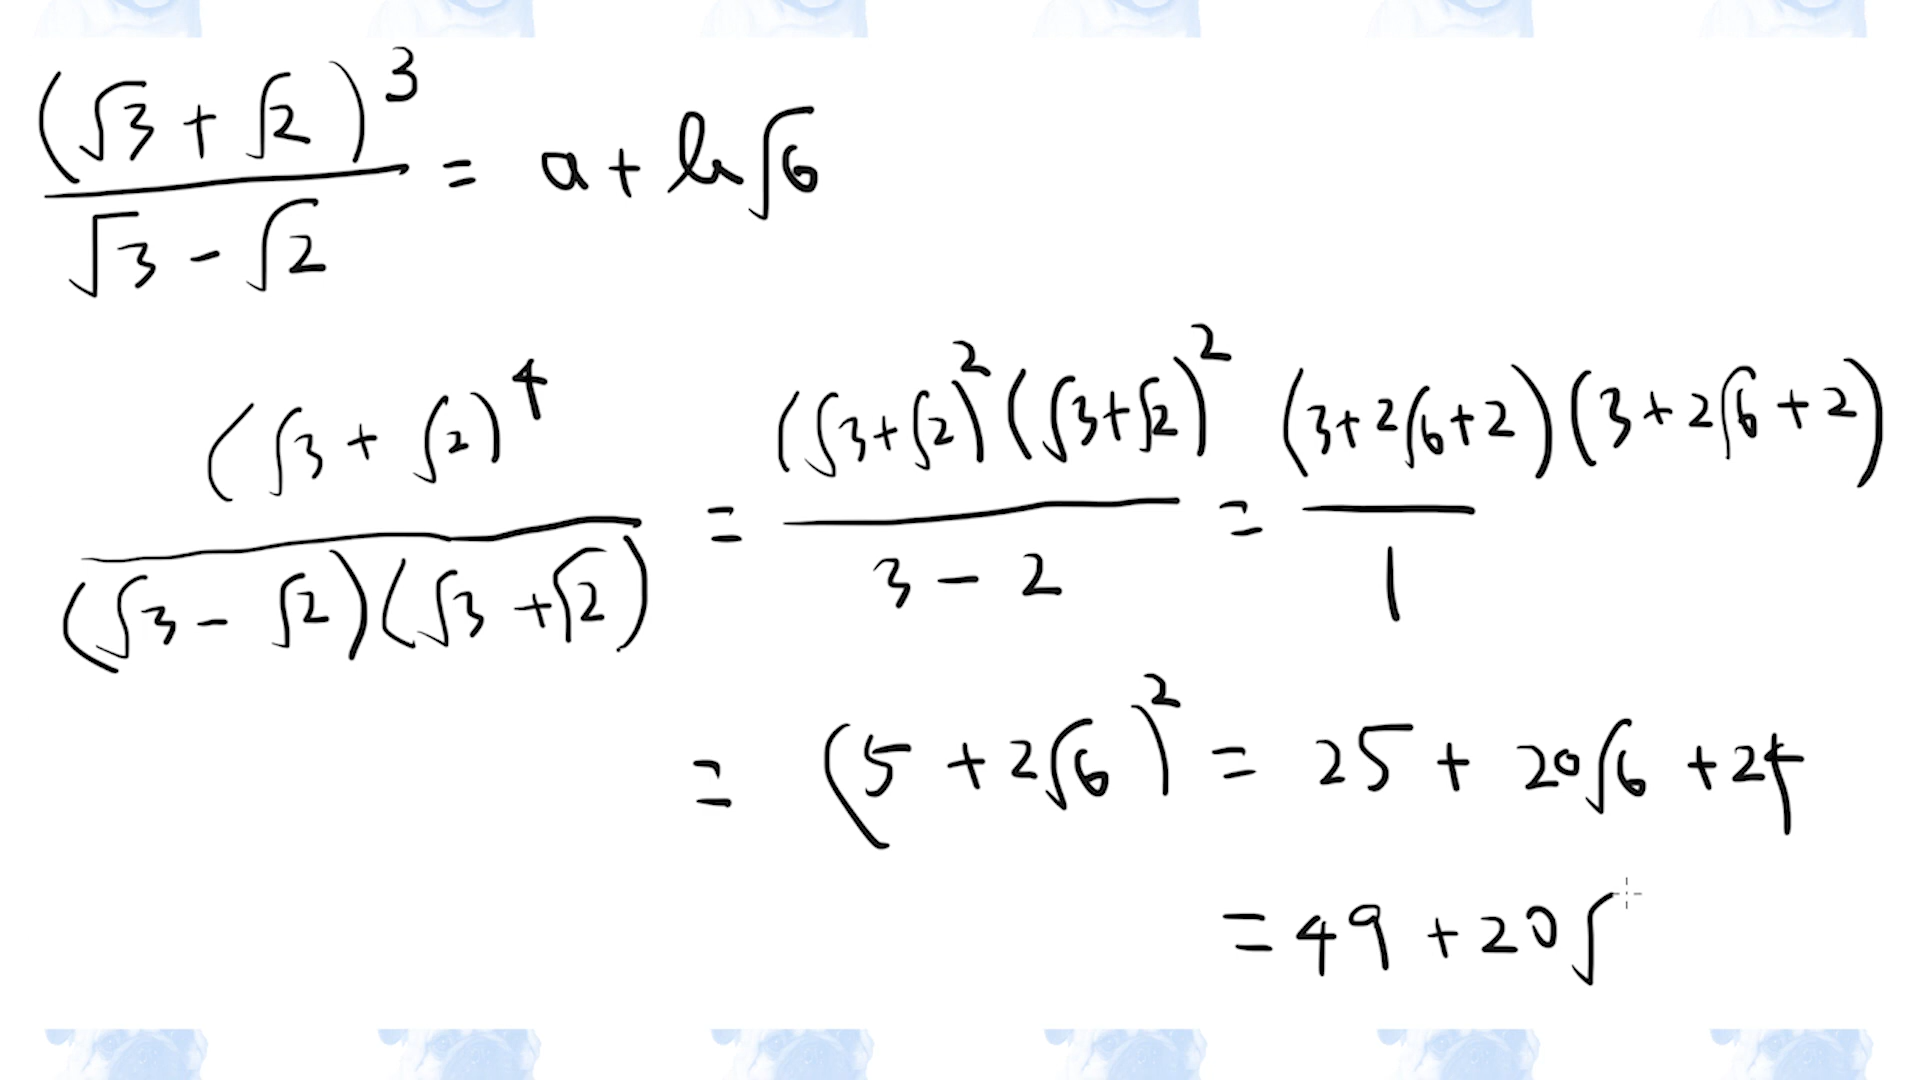 (√3 + √2)³ / (√3 - √2) = a + b√6
(√3 + √2)⁴ / ((√3 - √2)(√3 + √2)) = (√3+√2)²(√3+√2)² / (3 - 2) = (3+2√6+2)(3+2√6+2) / 1
= (5 + 2√6)² = 25 + 20√6 + 24
= 49 + 20√